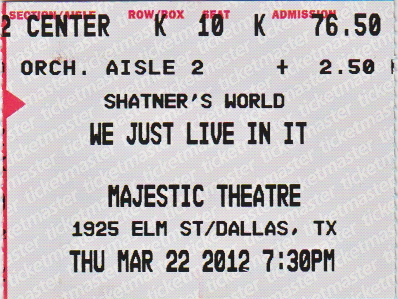 SECTION/AISLE ROW/BOX SEAT ADMISSION
2 CENTER K 10 K 76.50
ORCH. AISLE 2 + 2.50
SHATNER'S WORLD
WE JUST LIVE IN IT
MAJESTIC THEATRE
1925 ELM ST/DALLAS, TX
THU MAR 22 2012 7:30PM
ticketmaster